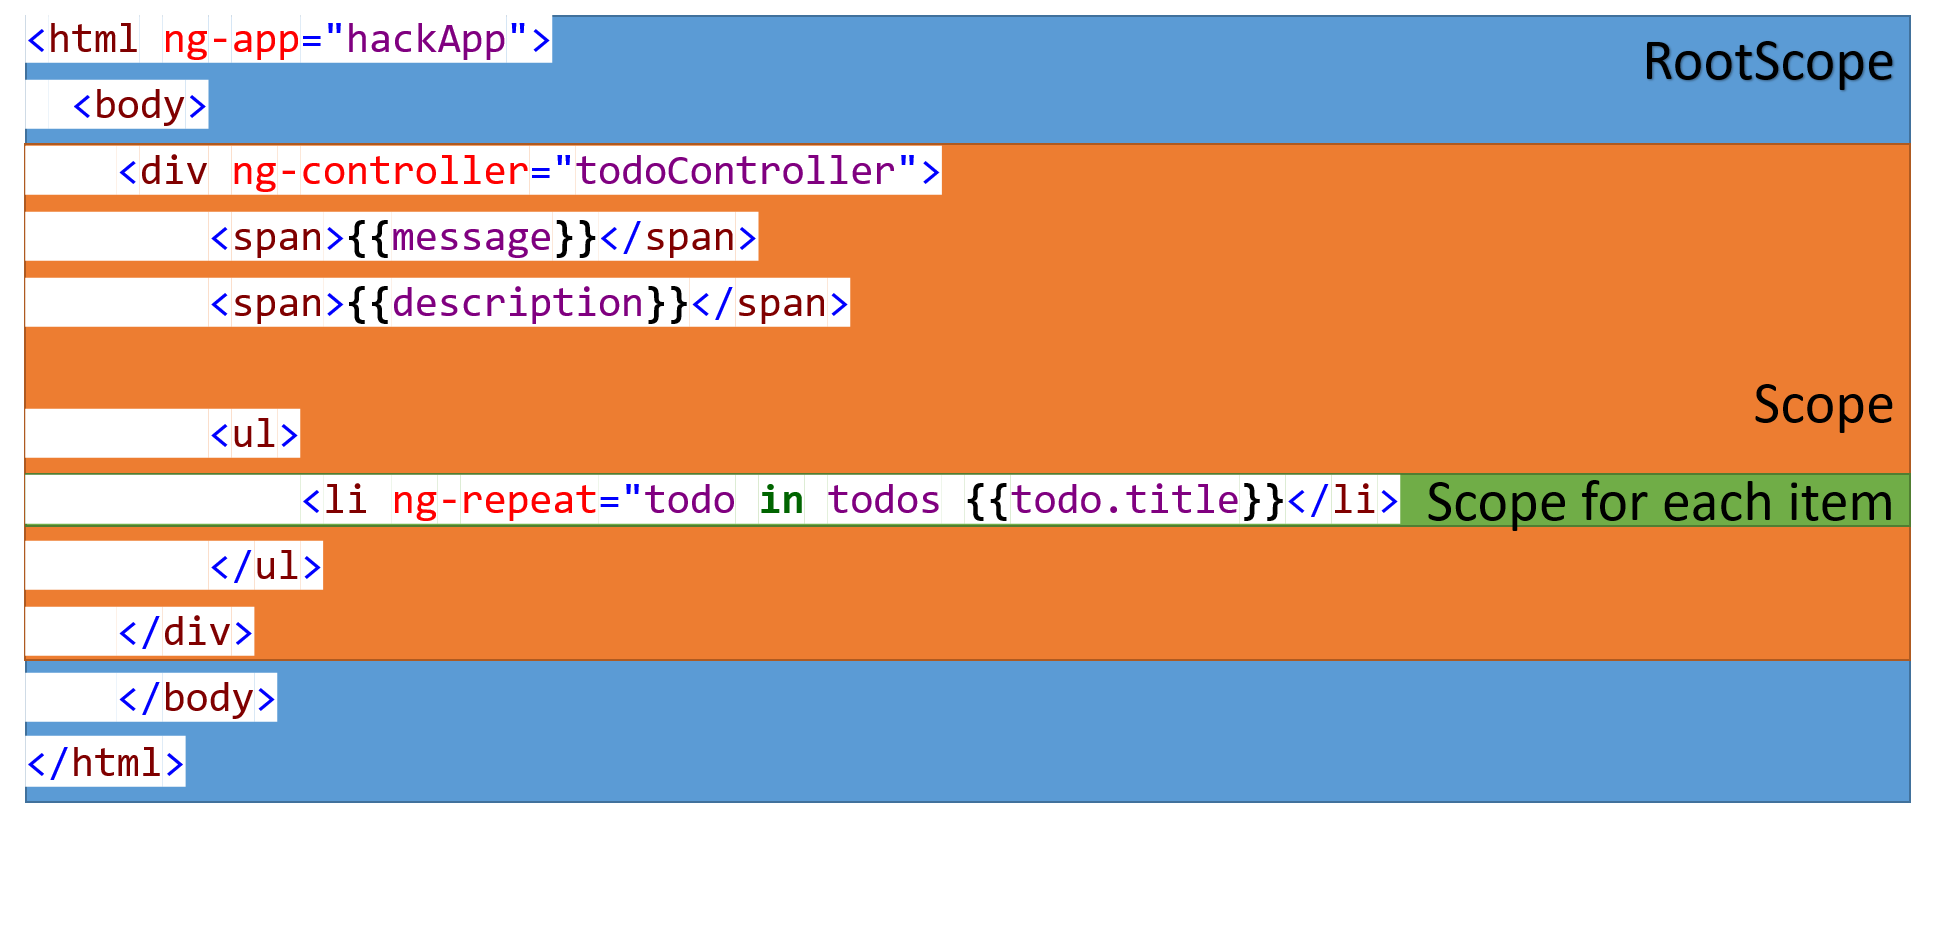 <html ng-app="hackApp">
RootScope
<body>
<div ng-controller="todoController">
<span>{{message}}</span>
<span>{{description}}</span>
Scope
<ul>
<li ng-repeat="todo in todos {{todo.title}}</li>
Scope for each item
</ul>
</div>
</body>
</html>